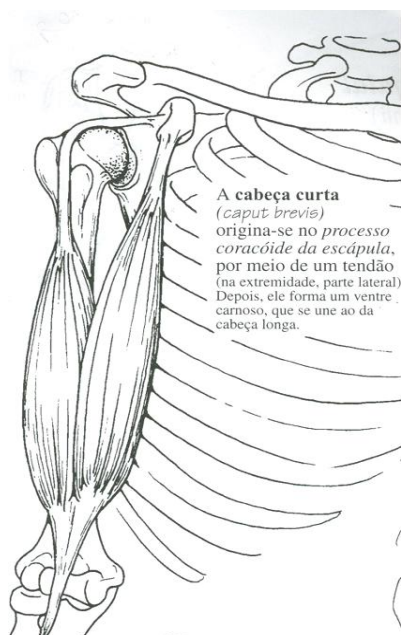 A cabeça curta
(caput brevis)
origina-se no processo
coracóide da escápula,
por meio de um tendão
(na extremidade, parte lateral)
Depois, ele forma um ventre
carnoso, que se une ao da
cabeça longa.